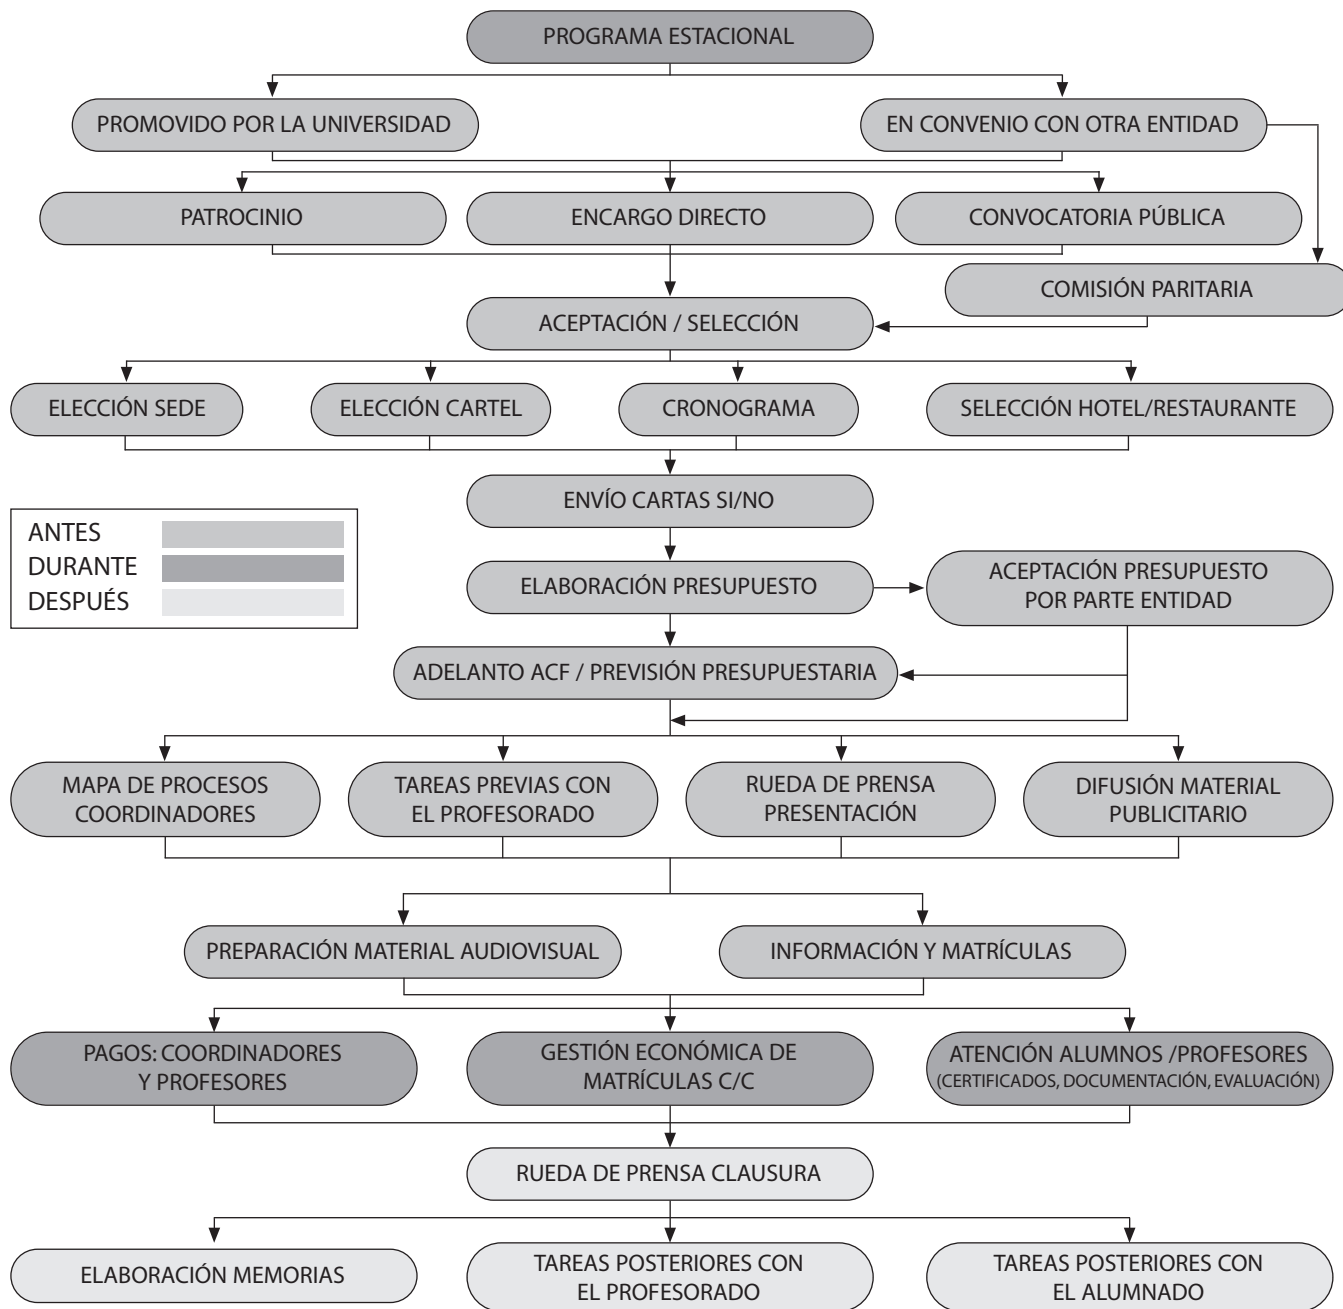 PROGRAMA ESTACIONAL
PROMOVIDO POR LA UNIVERSIDAD
EN CONVENIO CON OTRA ENTIDAD
PATROCINIO
ENCARGO DIRECTO
CONVOCATORIA PÚBLICA
COMISIÓN PARITARIA
ACEPTACIÓN / SELECCIÓN
ELECCIÓN SEDE
ELECCIÓN CARTEL
CRONOGRAMA
SELECCIÓN HOTEL/RESTAURANTE
ENVÍO CARTAS SI/NO
ANTES
DURANTE
DESPUÉS
ELABORACIÓN PRESUPUESTO
ACEPTACIÓN PRESUPUESTO
POR PARTE ENTIDAD
ADELANTO ACF / PREVISIÓN PRESUPUESTARIA
MAPA DE PROCESOS
COORDINADORES
TAREAS PREVIAS CON
EL PROFESORADO
RUEDA DE PRENSA
PRESENTACIÓN
DIFUSIÓN MATERIAL
PUBLICITARIO
PREPARACIÓN MATERIAL AUDIOVISUAL
INFORMACIÓN Y MATRÍCULAS
PAGOS: COORDINADORES
Y PROFESORES
GESTIÓN ECONÓMICA DE
MATRÍCULAS C/C
ATENCIÓN ALUMNOS /PROFESORES
(CERTIFICADOS, DOCUMENTACIÓN, EVALUACIÓN)
RUEDA DE PRENSA CLAUSURA
ELABORACIÓN MEMORIAS
TAREAS POSTERIORES CON
EL PROFESORADO
TAREAS POSTERIORES CON
EL ALUMNADO